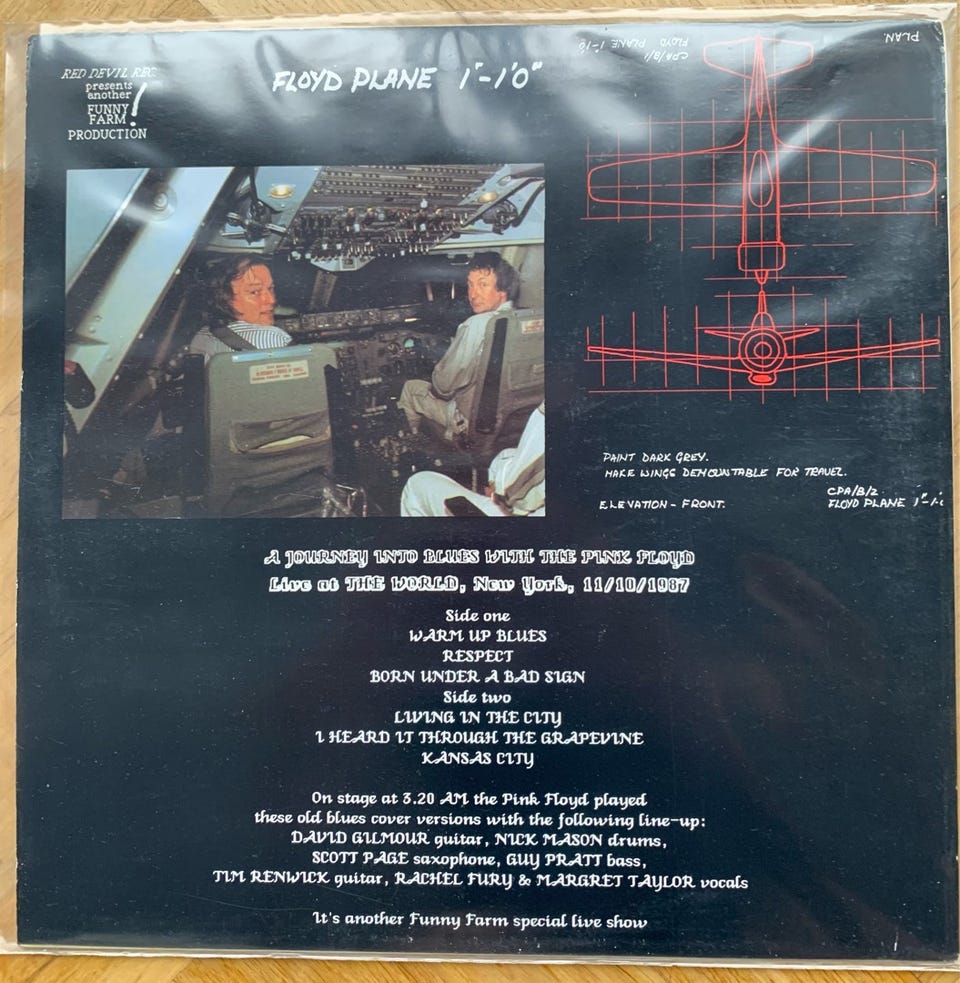 RED DEVIL REC
presents
another
FUNNY
FARM !
PRODUCTION
FLOYD PLANE 1"-1'0"
FLOYD PLANE 1"-1'0
CPA/B/1
PLAN.
PAINT DARK GREY.
MAKE WINGS DEMOUNTABLE FOR TRAVEL.
ELEVATION - FRONT.
CPA/B/2.
FLOYD PLANE 1"-1'0
A JOURNEY INTO BLUES WITH THE PINK FLOYD
Live at THE WORLD, New York, 11/10/1987
Side one
WARM UP BLUES
RESPECT
BORN UNDER A BAD SIGN
Side two
LIVING IN THE CITY
I HEARD IT THROUGH THE GRAPEVINE
KANSAS CITY
On stage at 3.20 AM the Pink Floyd played
these old blues cover versions with the following line-up:
DAVID GILMOUR guitar, NICK MASON drums,
SCOTT PAGE saxophone, GUY PRATT bass,
TIM RENWICK guitar, RACHEL FURY & MARGRET TAYLOR vocals
It's another Funny Farm special live show